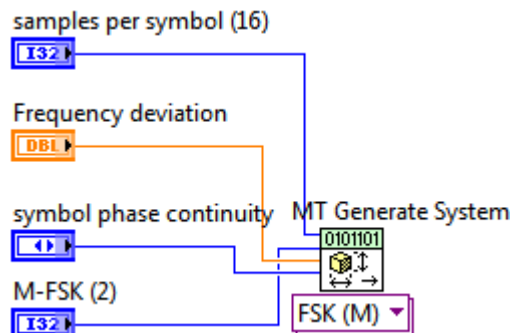 samples per symbol (16)
I32
Frequency deviation
DBL
symbol phase continuity
MT Generate System
0101101
M-FSK (2)
FSK (M)
I32